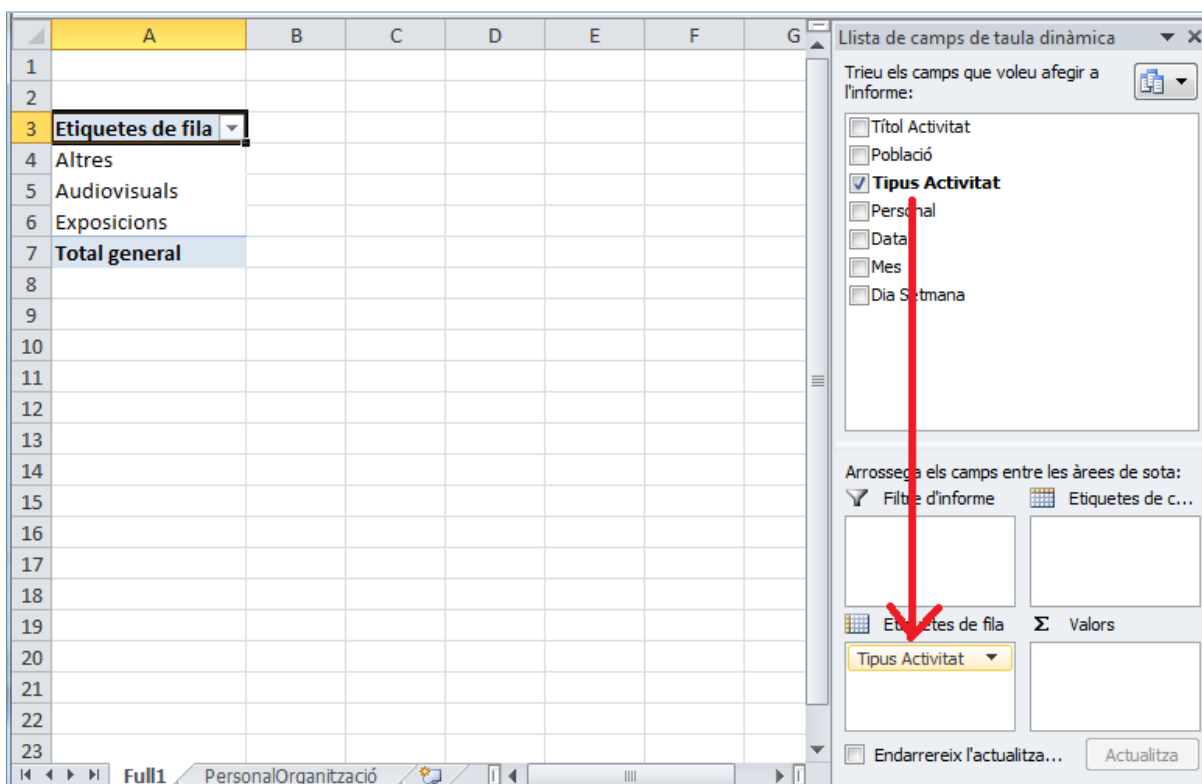 A B C D E F G
1
2
3 Etiquetes de fila
4 Altres
5 Audiovisuals
6 Exposicions
7 Total general
8
9
10
11
12
13
14
15
16
17
18
19
20
21
22
23
Full1 PersonalOrganització
Llista de camps de taula dinàmica
Trieu els camps que voleu afegir a
l'informe:
Títol Activitat
Població
Tipus Activitat
Personal
Data
Mes
Dia Setmana
Arrossega els camps entre les àrees de sota:
Filtre d'informe Etiquetes de c...
Etiquetes de fila Σ Valors
Tipus Activitat
Endarrereix l'actualitza... Actualitza